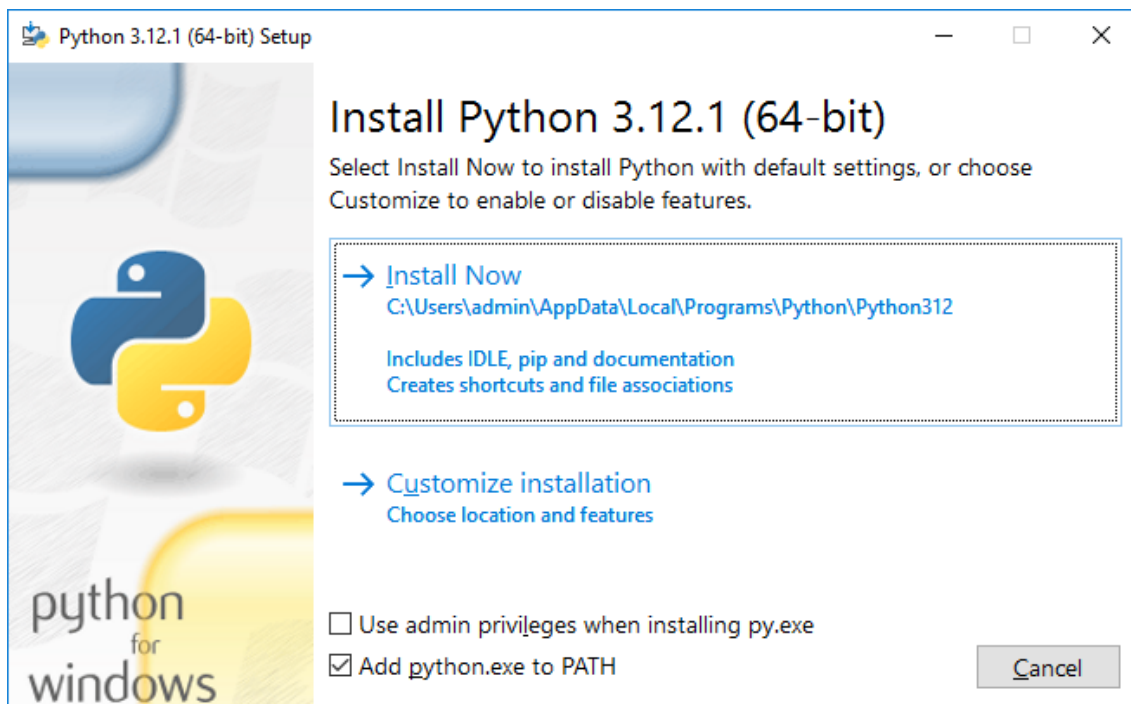 Python 3.12.1 (64-bit) Setup
Install Python 3.12.1 (64-bit)
Select Install Now to install Python with default settings, or choose
Customize to enable or disable features.
Install Now
C:\Users\admin\AppData\Local\Programs\Python\Python312
Includes IDLE, pip and documentation
Creates shortcuts and file associations
Customize installation
Choose location and features
python
for
windows
Use admin privileges when installing py.exe
Add python.exe to PATH
Cancel